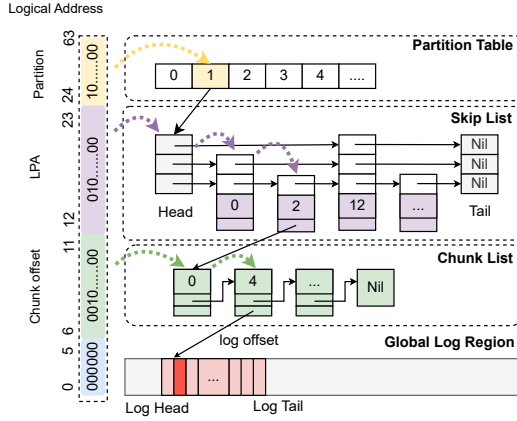 Logical Address
63
Partition
10.......00
24
23
LPA
010.......00
12
11
Chunk offset
0010.......00
6
5
000000
0
Partition Table
0 1 2 3 4 ....
Skip List
Nil
Nil
Nil
Head
0
2
12
...
Tail
Chunk List
0
4
...
Nil
log offset
Global Log Region
...
Log Head
Log Tail